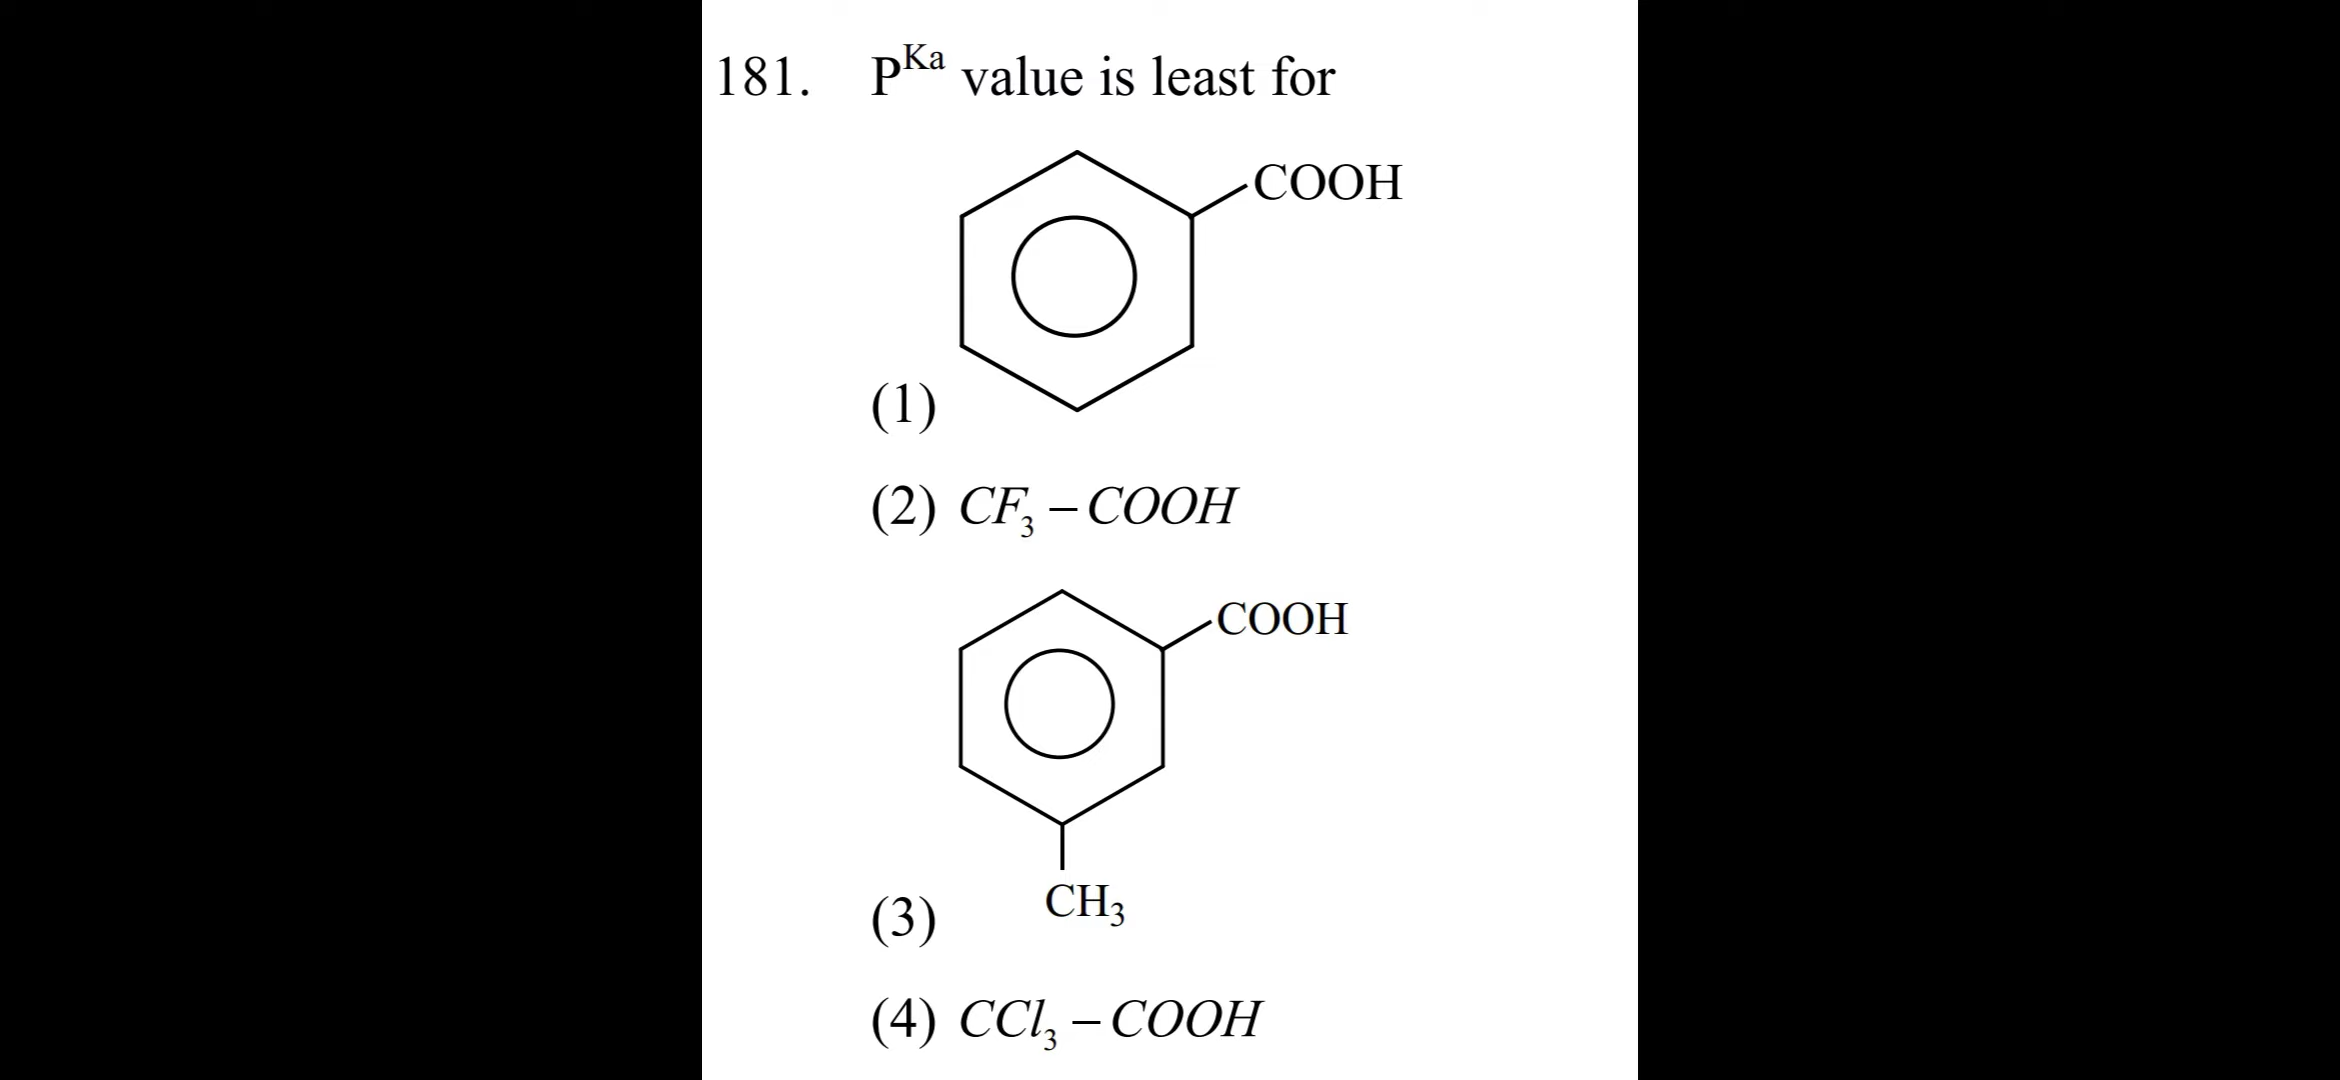 181. P^Ka value is least for
COOH
(1)
(2) CF₃ – COOH
COOH
CH₃
(3)
(4) CCl₃ – COOH